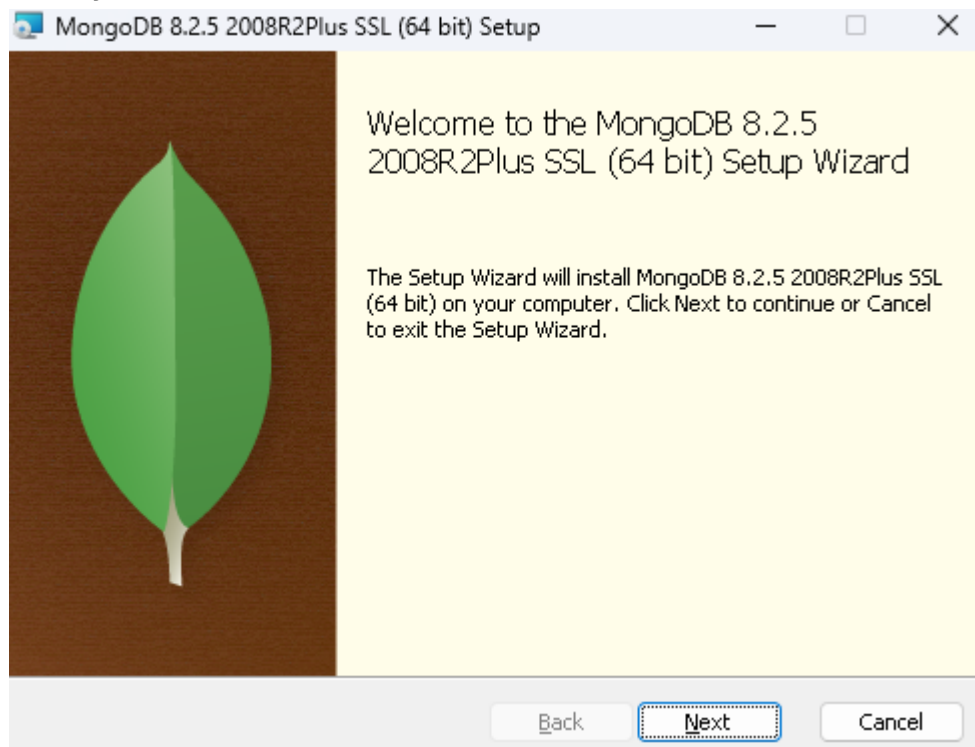 MongoDB 8.2.5 2008R2Plus SSL (64 bit) Setup
Welcome to the MongoDB 8.2.5
2008R2Plus SSL (64 bit) Setup Wizard
The Setup Wizard will install MongoDB 8.2.5 2008R2Plus SSL
(64 bit) on your computer. Click Next to continue or Cancel
to exit the Setup Wizard.
Back Next Cancel